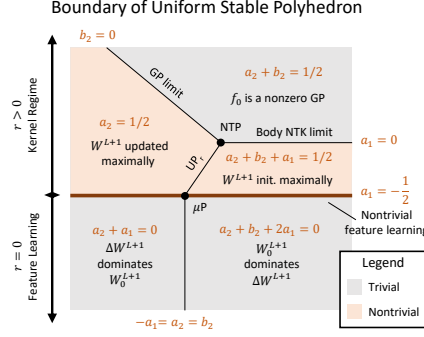 Boundary of Uniform Stable Polyhedron
b₂ = 0
r > 0
Kernel Regime
GP limit
a₂ + b₂ = 1/2
f₀ is a nonzero GP
a₂ = 1/2
W^{L+1} updated
maximally
NTP
Body NTK limit
a₁ = 0
UPᵣ
a₂ + b₂ + a₁ = 1/2
W^{L+1} init. maximally
a₁ = −1/2
μP
Nontrivial
feature learning
r = 0
Feature Learning
a₂ + a₁ = 0
ΔW^{L+1}
dominates
W₀^{L+1}
a₂ + b₂ + 2a₁ = 0
W₀^{L+1}
dominates
ΔW^{L+1}
Legend
Trivial
Nontrivial
−a₁ = a₂ = b₂